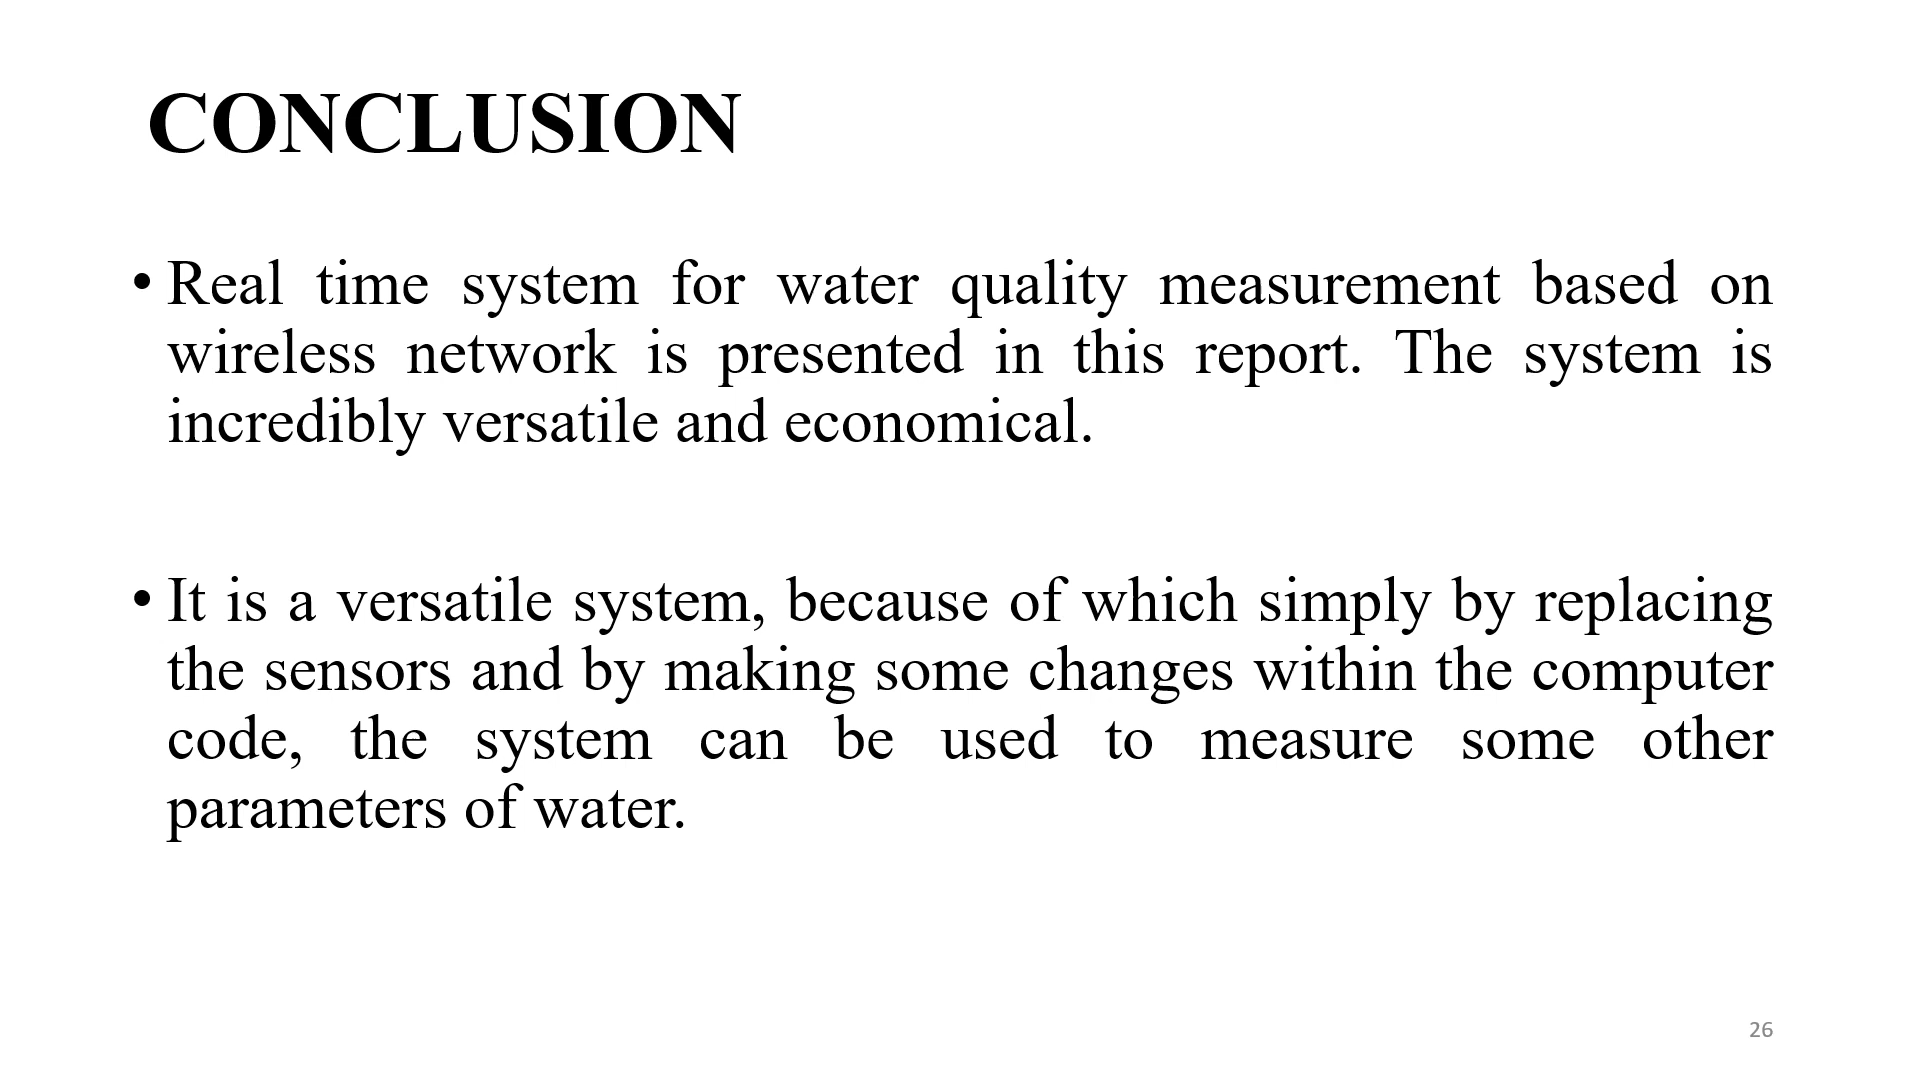 CONCLUSION
• Real time system for water quality measurement based on
wireless network is presented in this report. The system is
incredibly versatile and economical.
• It is a versatile system, because of which simply by replacing
the sensors and by making some changes within the computer
code, the system can be used to measure some other
parameters of water.
26